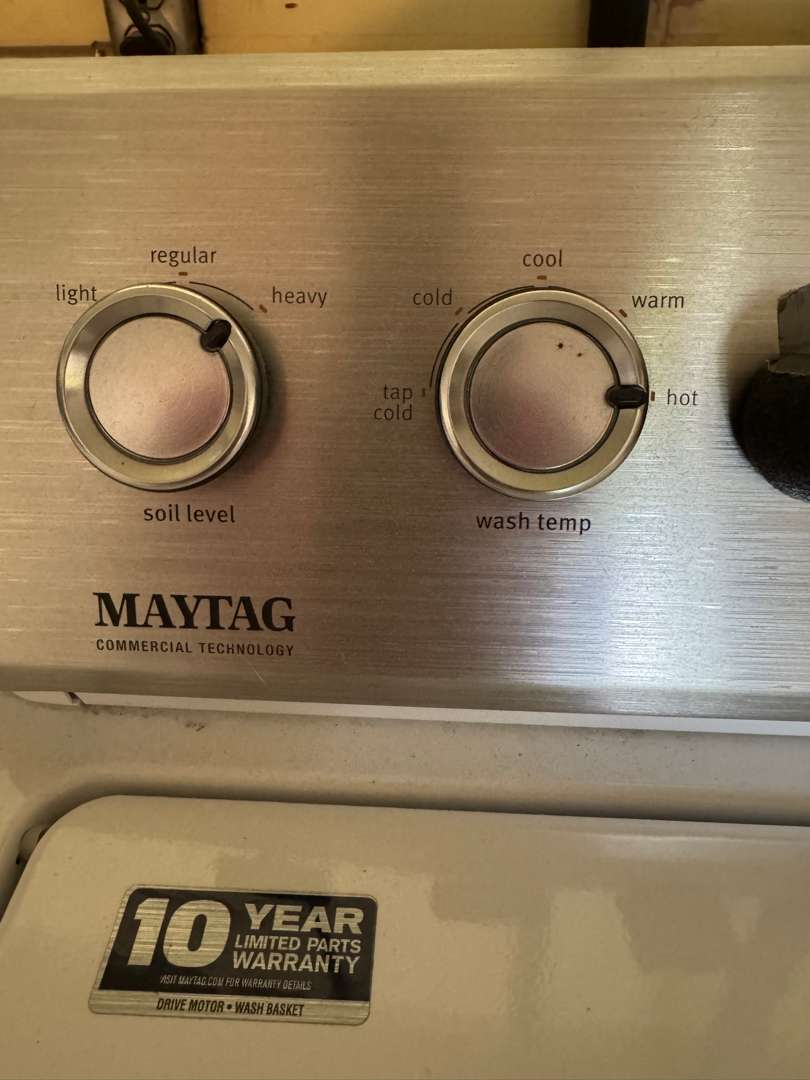 regular
light
heavy
soil level
cool
cold
warm
tap
cold
hot
wash temp
MAYTAG
COMMERCIAL TECHNOLOGY
10 YEAR
LIMITED PARTS
WARRANTY
VISIT MAYTAG.COM FOR WARRANTY DETAILS
DRIVE MOTOR • WASH BASKET